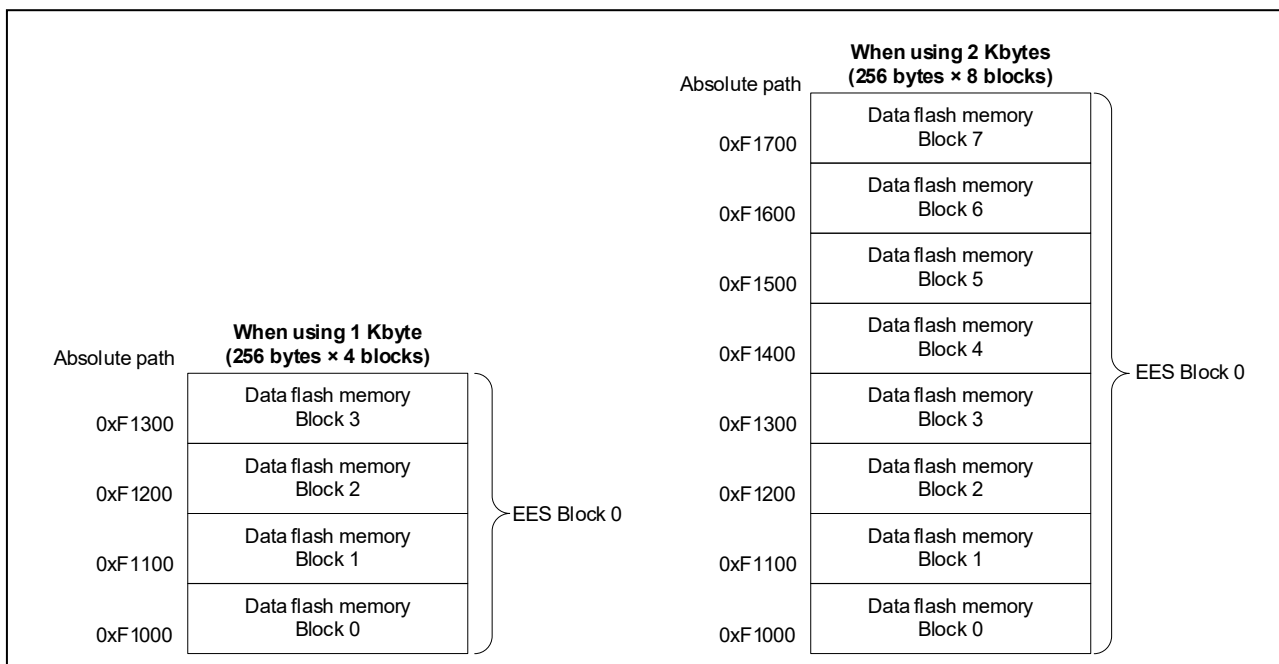 When using 1 Kbyte
(256 bytes × 4 blocks)
Absolute path
Data flash memory
Block 3
0xF1300
Data flash memory
Block 2
0xF1200
Data flash memory
Block 1
0xF1100
Data flash memory
Block 0
0xF1000
EES Block 0
When using 2 Kbytes
(256 bytes × 8 blocks)
Absolute path
Data flash memory
Block 7
0xF1700
Data flash memory
Block 6
0xF1600
Data flash memory
Block 5
0xF1500
Data flash memory
Block 4
0xF1400
Data flash memory
Block 3
0xF1300
Data flash memory
Block 2
0xF1200
Data flash memory
Block 1
0xF1100
Data flash memory
Block 0
0xF1000
EES Block 0